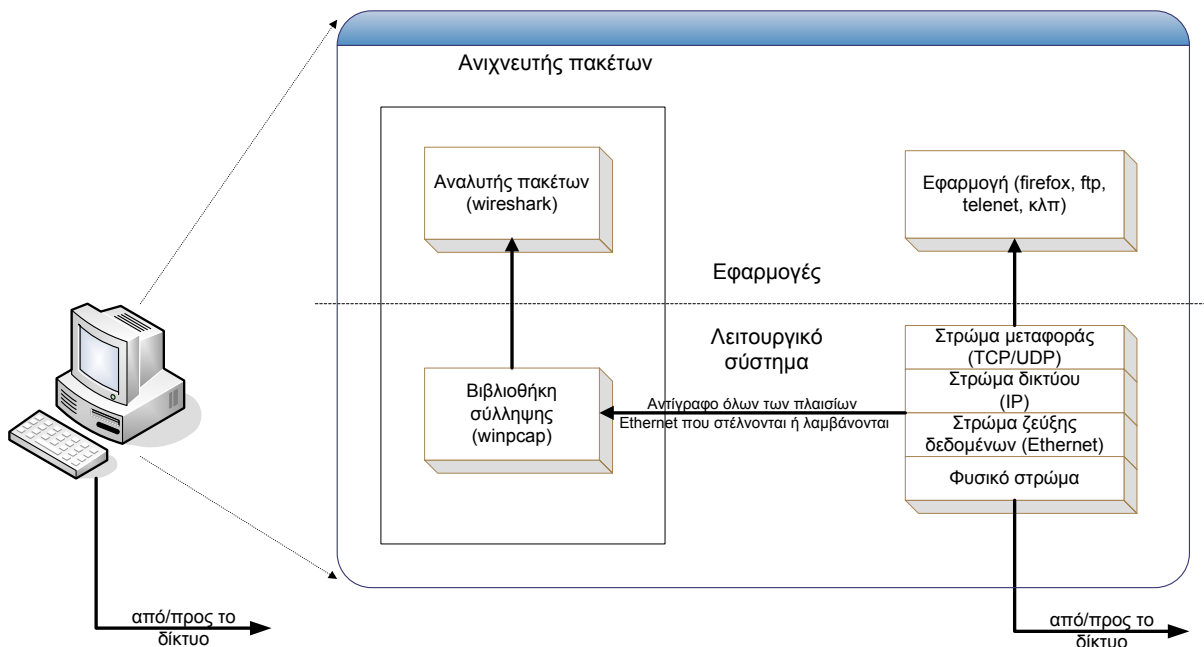 Ανιχνευτής πακέτων
Αναλυτής πακέτων
(wireshark)
Εφαρμογή (firefox, ftp,
telenet, κλπ)
Εφαρμογές
Λειτουργικό
σύστημα
Στρώμα μεταφοράς
(TCP/UDP)
Στρώμα δικτύου
(IP)
Στρώμα ζεύξης
δεδομένων (Ethernet)
Φυσικό στρώμα
Βιβλιοθήκη
σύλληψης
(winpcap)
Αντίγραφο όλων των πλαισίων
Ethernet που στέλνονται ή λαμβάνονται
από/προς το
δίκτυο
από/προς το
δίκτυο